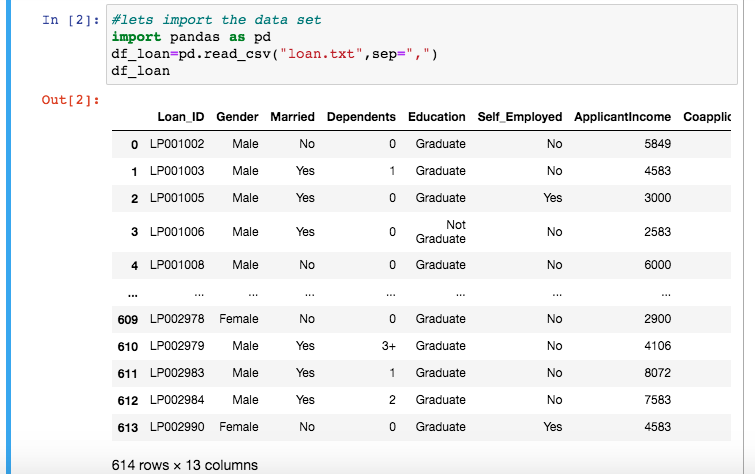 In [2]: #lets import the data set
import pandas as pd
df_loan=pd.read_csv("loan.txt",sep=",")
df_loan
Out[2]:
Loan_ID Gender Married Dependents Education Self_Employed ApplicantIncome Coapplic
0 LP001002 Male No 0 Graduate No 5849
1 LP001003 Male Yes 1 Graduate No 4583
2 LP001005 Male Yes 0 Graduate Yes 3000
3 LP001006 Male Yes 0 Not Graduate No 2583
4 LP001008 Male No 0 Graduate No 6000
... ... ... ... ... ... ... ...
609 LP002978 Female No 0 Graduate No 2900
610 LP002979 Male Yes 3+ Graduate No 4106
611 LP002983 Male Yes 1 Graduate No 8072
612 LP002984 Male Yes 2 Graduate No 7583
613 LP002990 Female No 0 Graduate Yes 4583
614 rows × 13 columns